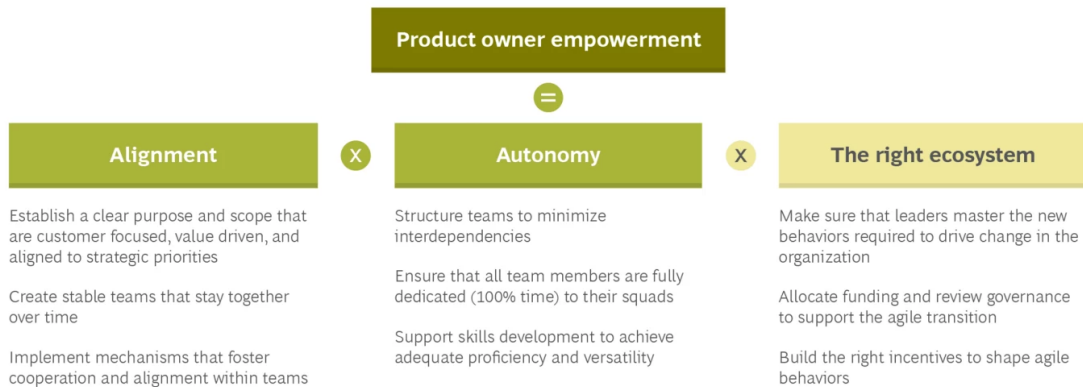 Product owner empowerment
=
Alignment
X
Autonomy
X
The right ecosystem
Establish a clear purpose and scope that
are customer focused, value driven, and
aligned to strategic priorities
Create stable teams that stay together
over time
Implement mechanisms that foster
cooperation and alignment within teams
Structure teams to minimize
interdependencies
Ensure that all team members are fully
dedicated (100% time) to their squads
Support skills development to achieve
adequate proficiency and versatility
Make sure that leaders master the new
behaviors required to drive change in the
organization
Allocate funding and review governance
to support the agile transition
Build the right incentives to shape agile
behaviors